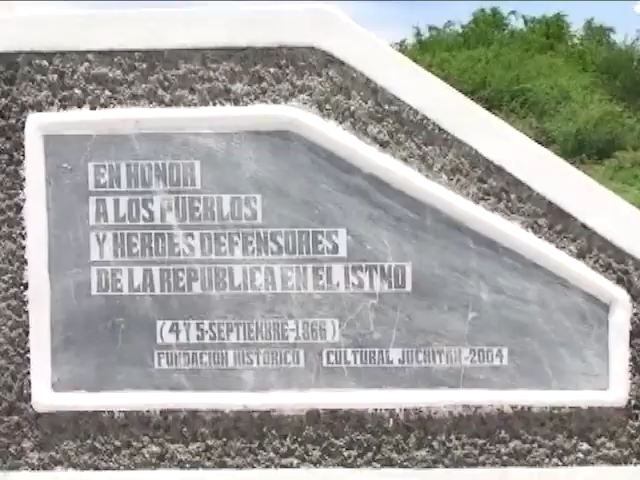 EN HONOR
A LOS PUEBLOS
Y HEROES DEFENSORES
DE LA REPUBLICA EN EL ISTMO
(4 Y 5-SEPTIEMBRE-1866)
FUNDACION HISTORICO CULTURAL JUCHITAN-2004